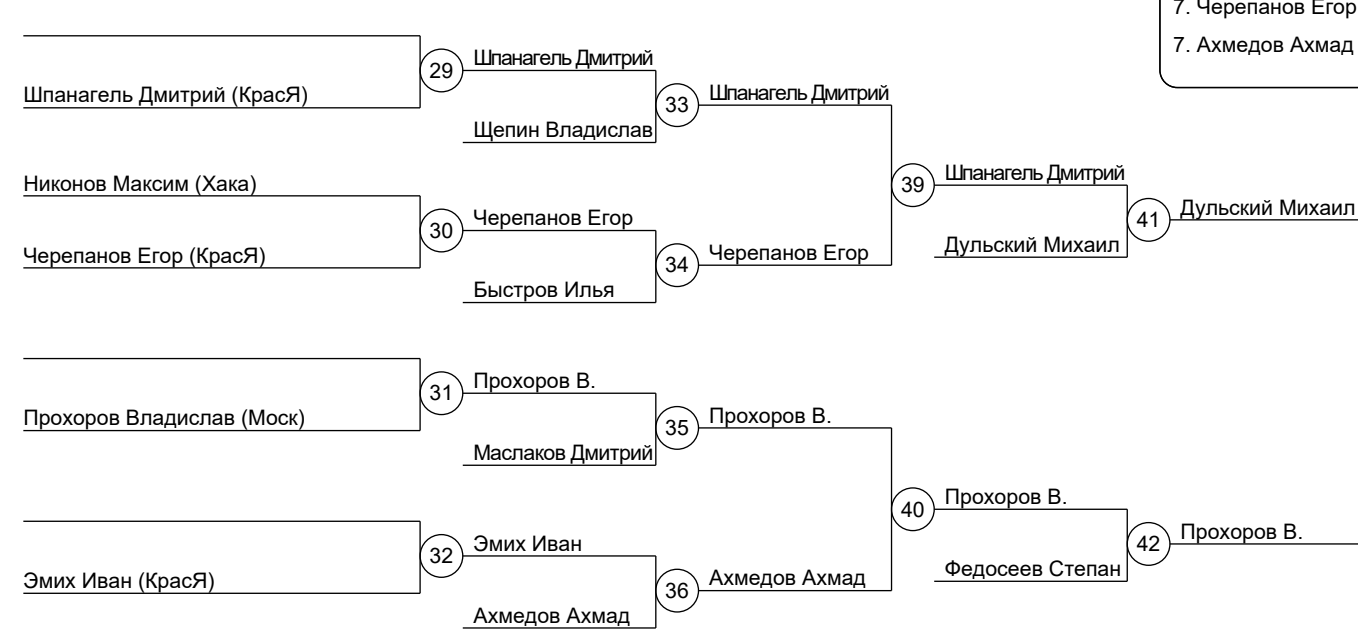 7. Черепанов Егор
7. Ахмедов Ахмад
29
Шпанагель Дмитрий
Шпанагель Дмитрий (КрасЯ)
33
Шпанагель Дмитрий
Щепин Владислав
Никонов Максим (Хака)
39
Шпанагель Дмитрий
41
Дульский Михаил
30
Черепанов Егор
Черепанов Егор (КрасЯ)
34
Черепанов Егор
Дульский Михаил
Быстров Илья
31
Прохоров В.
Прохоров Владислав (Моск)
35
Прохоров В.
Маслаков Дмитрий
40
Прохоров В.
32
Эмих Иван
42
Прохоров В.
Эмих Иван (КрасЯ)
36
Ахмедов Ахмад
Федосеев Степан
Ахмедов Ахмад